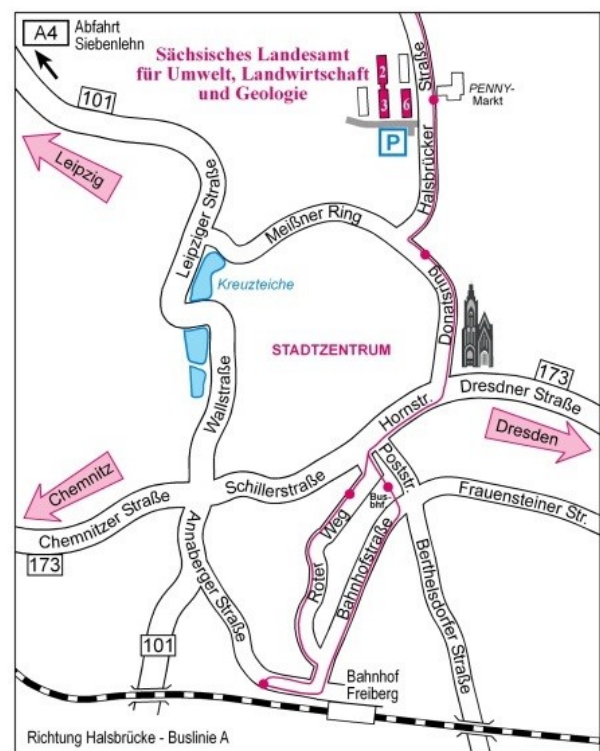 A4
Abfahrt
Siebenlehn
101
Leipzig
Sächsisches Landesamt
für Umwelt, Landwirtschaft
und Geologie
2
3
6
P
Halsbrücker Straße
PENNY-
Markt
Leipziger Straße
Meißner Ring
Kreuzteiche
Donatsring
STADTZENTRUM
Wallstraße
173
Dresdner Straße
Dresden
Hornstr.
Poststr.
Chemnitz
Schillerstraße
Chemnitzer Straße
173
Bus-
bhf.
Frauensteiner Str.
Annaberger Straße
Roter Weg
Bahnhofstraße
Berthelsdorfer Straße
101
Bahnhof
Freiberg
Richtung Halsbrücke - Buslinie A